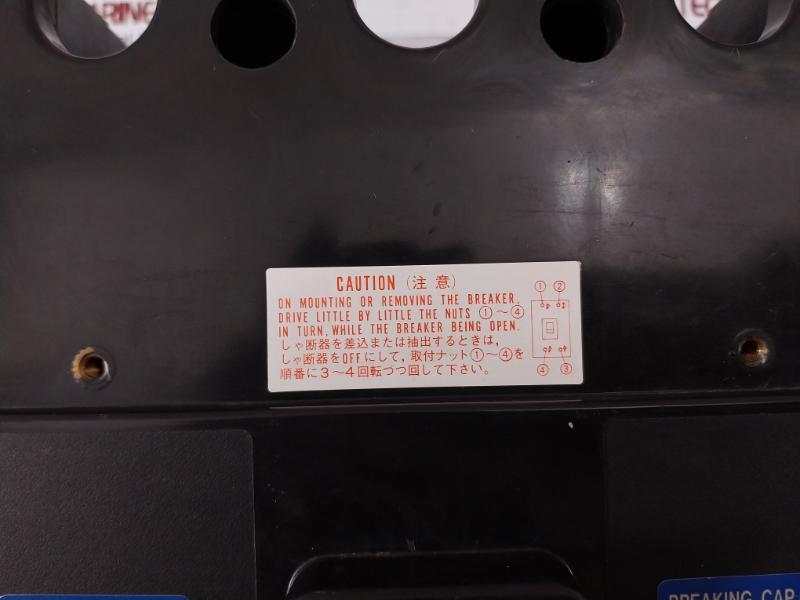 CAUTION (注意)
ON MOUNTING OR REMOVING THE BREAKER,
DRIVE LITTLE BY LITTLE THE NUTS ①～④
IN TURN, WHILE THE BREAKER BEING OPEN.
しゃ断器を差込または抽出するときは,
しゃ断器をOFFにして, 取付ナット①～④を
順番に3～4回転づつ回して下さい。
① ②
④ ③
BREAKING CAP